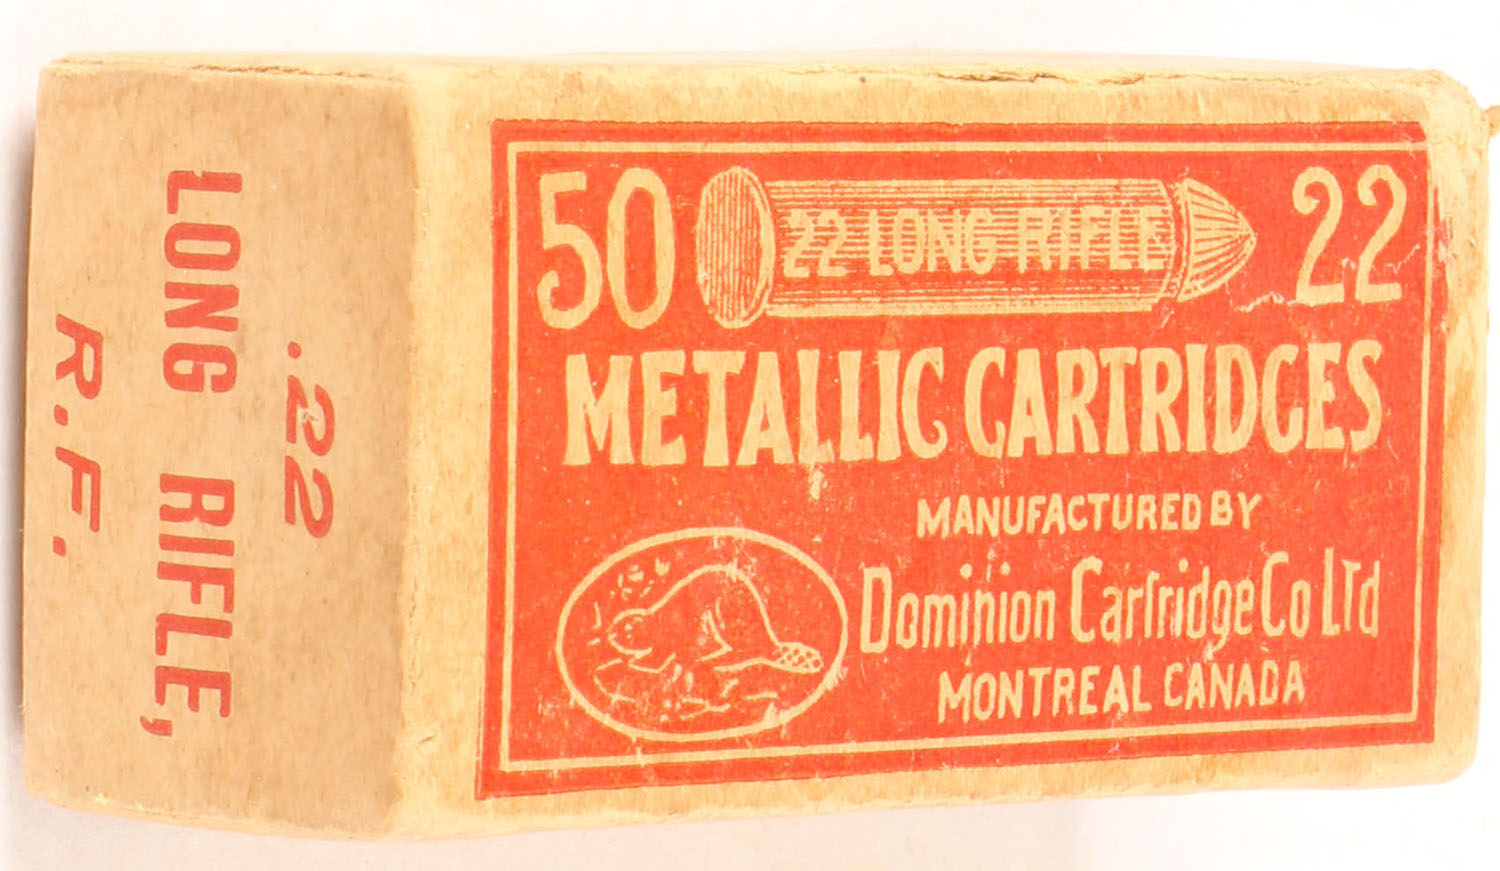 50 22 LONG RIFLE 22
METALLIC CARTRIDGES
MANUFACTURED BY
Dominion Cartridge Co LTd
MONTREAL CANADA
.22
LONG RIFLE,
R.F.